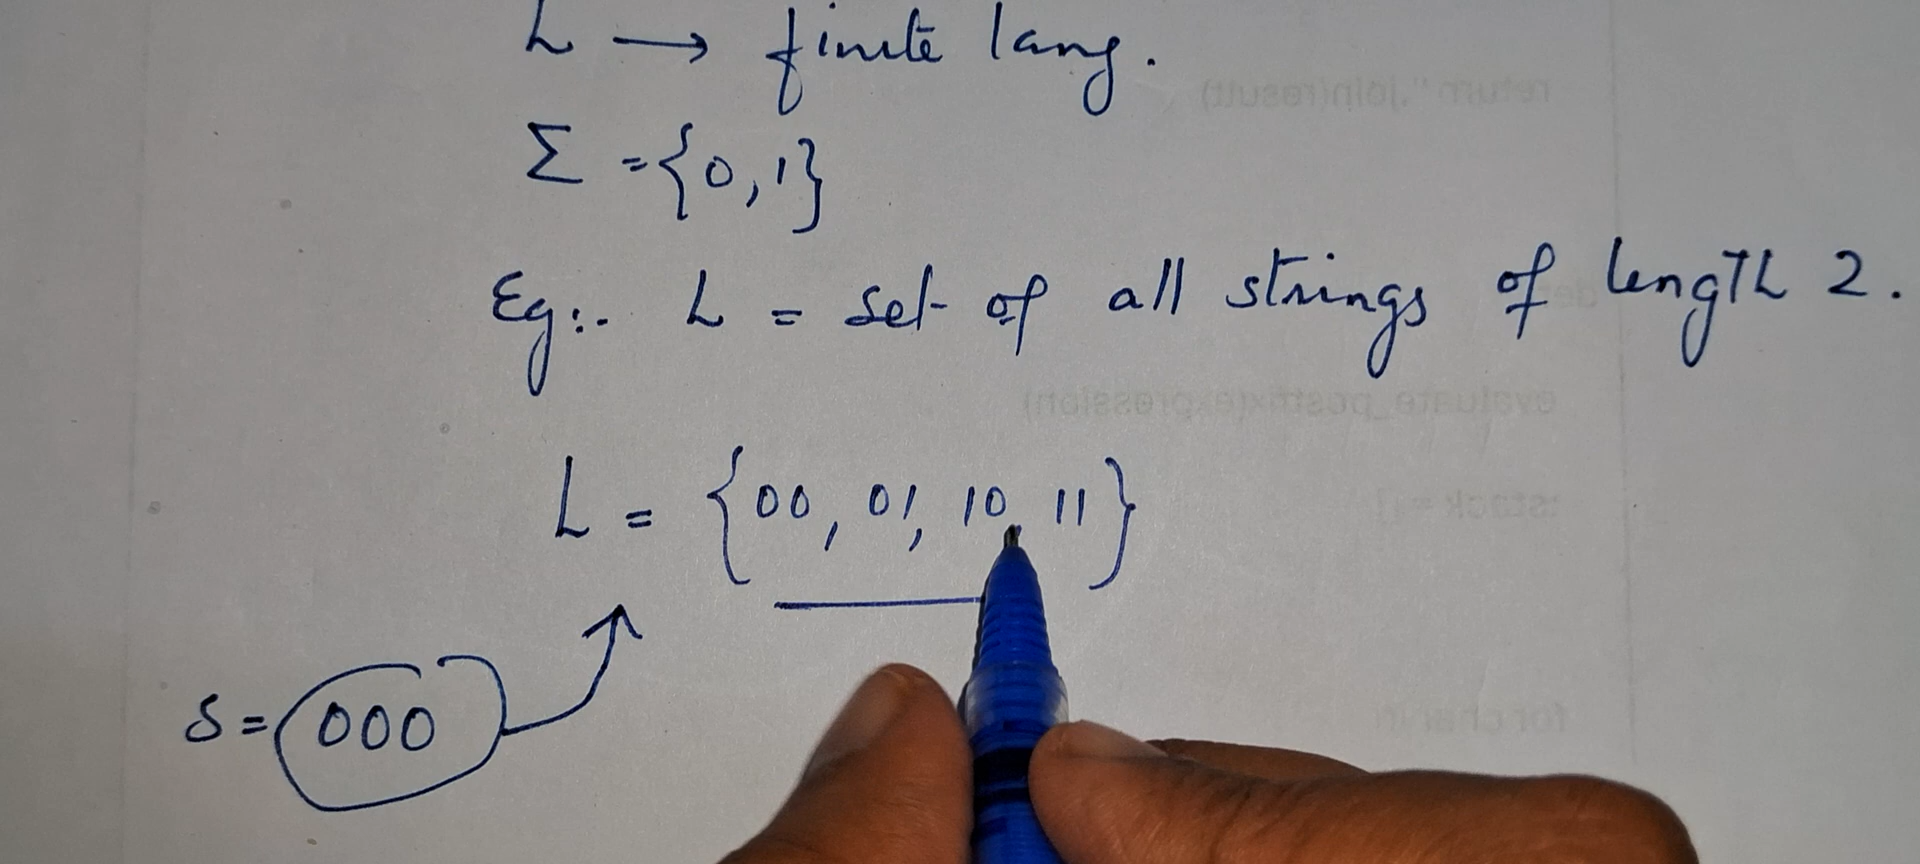 L → finite lang.
Σ = {0, 1}
Eg:- L = set of all strings of length 2.
L = {00, 01, 10, 11}
S = 000